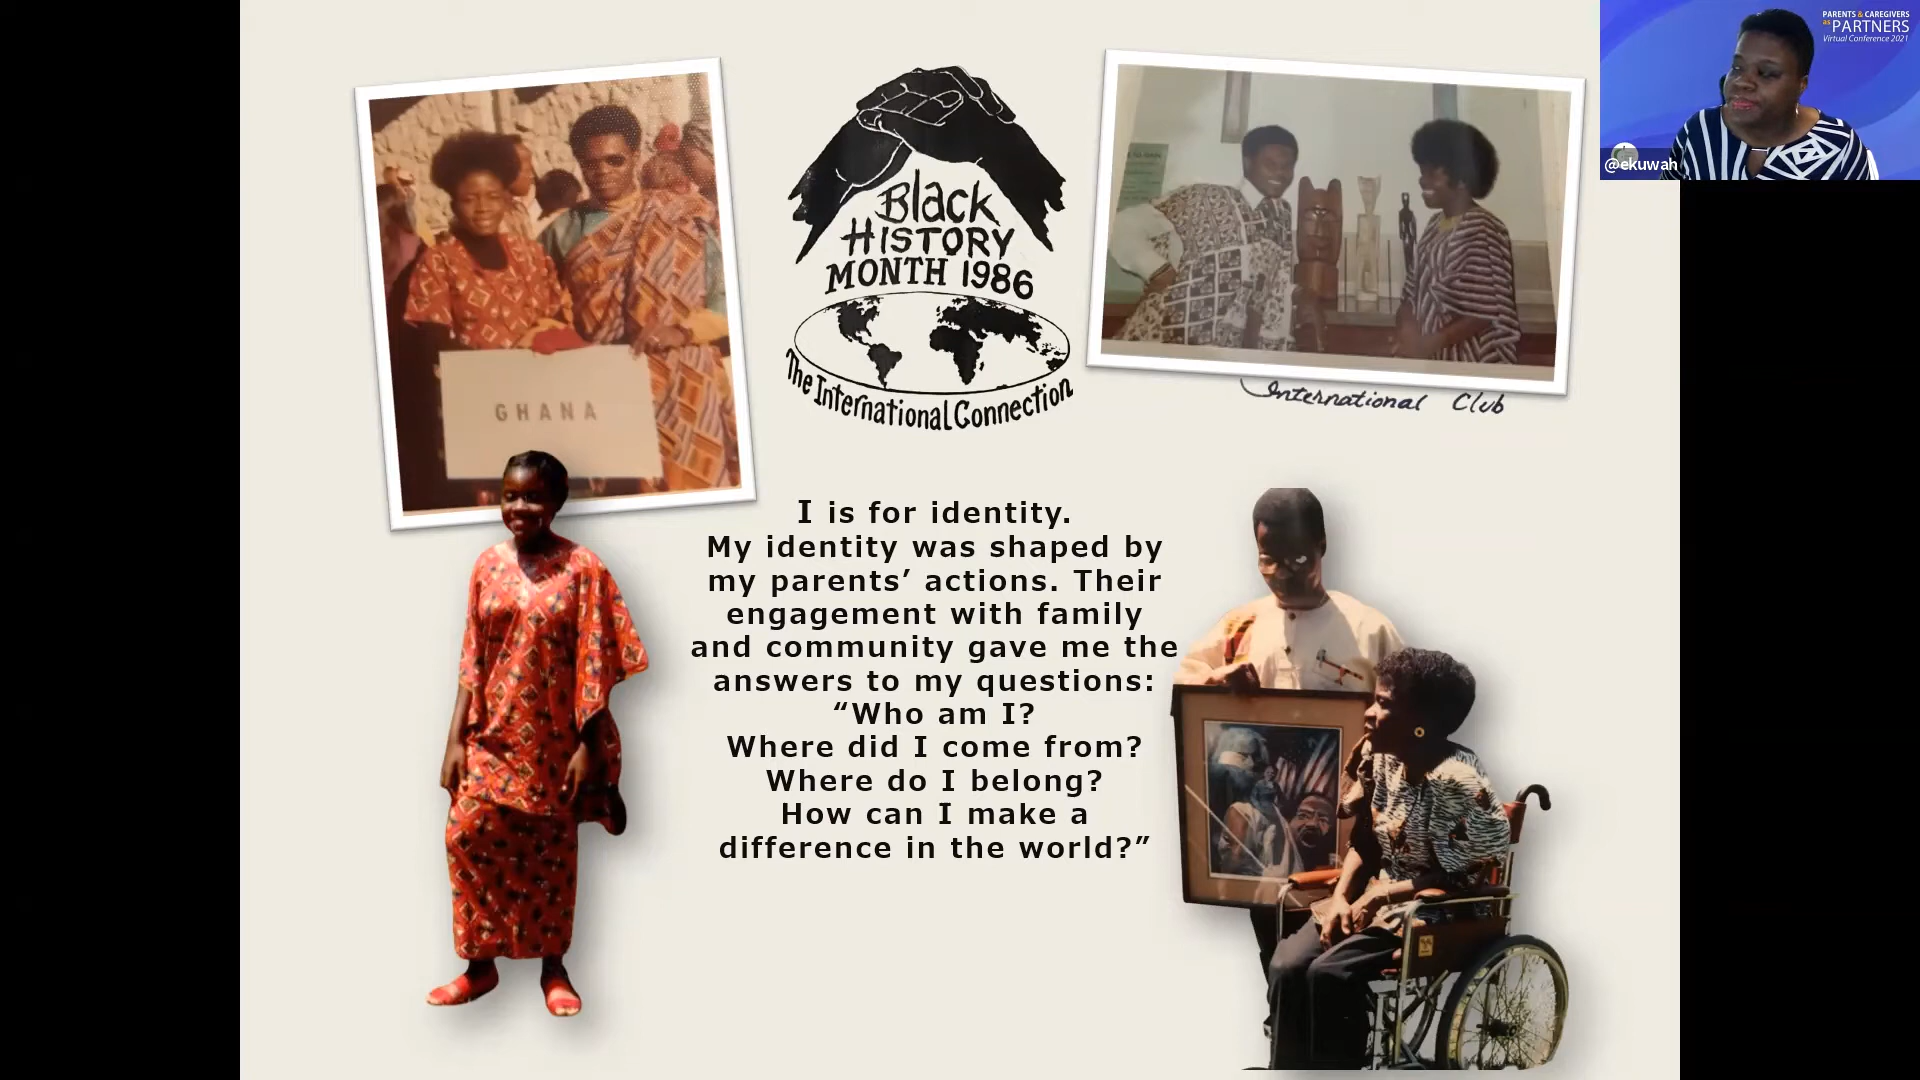 PARENTS & CAREGIVERS
as PARTNERS
Virtual Conference 2021
@ekuwah
GHANA
Black
HISTORY
MONTH 1986
The International Connection
International Club
I is for identity.
My identity was shaped by
my parents’ actions. Their
engagement with family
and community gave me the
answers to my questions:
“Who am I?
Where did I come from?
Where do I belong?
How can I make a
difference in the world?”